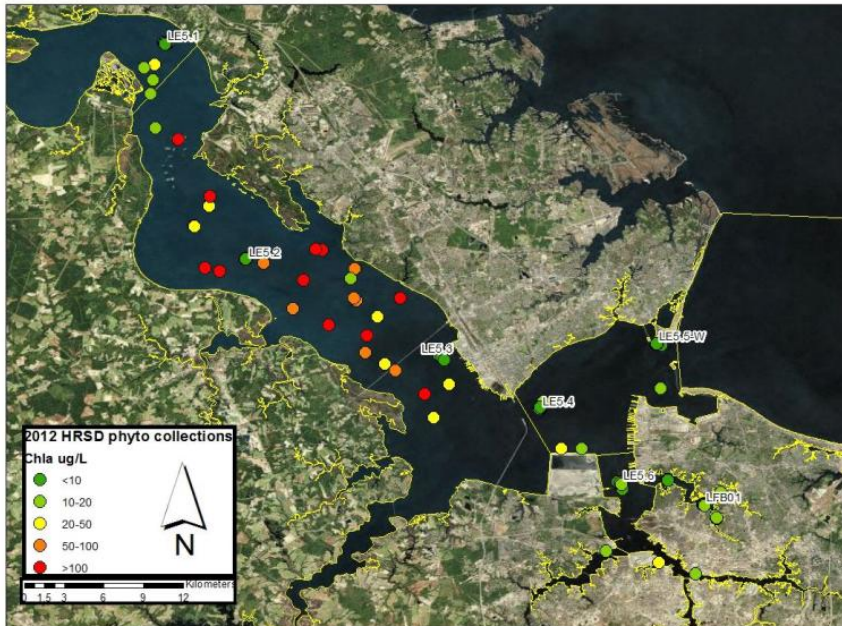 LE5.1
LE5.2
LE5.3
LE5.4
LE5.5-W
LE5.6
LFB01
2012 HRSD phyto collections
Chla ug/L
<10
10-20
20-50
50-100
>100
N
Kilometers
0 1.5 3 6 9 12